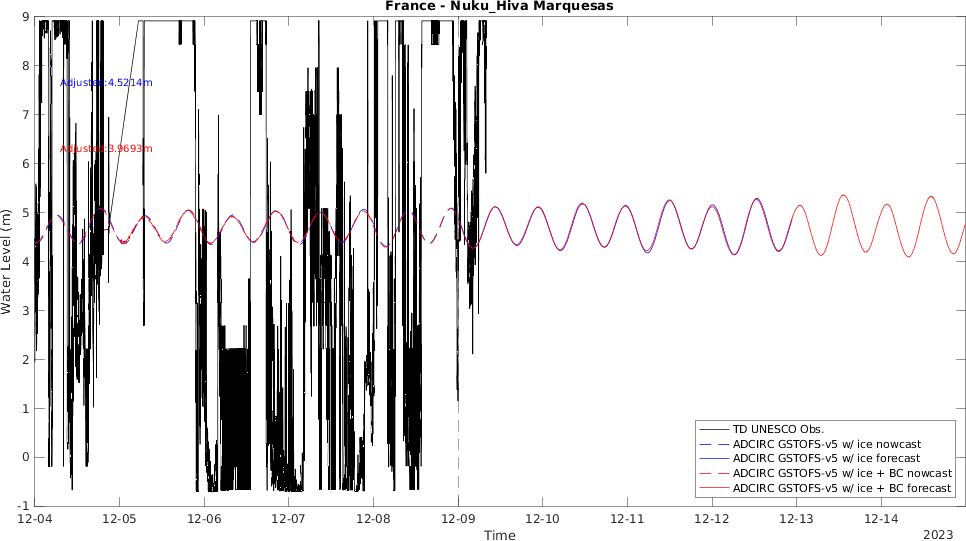 France - Nuku_Hiva Marquesas
9
8
7
6
5
4
3
2
1
0
-1
Water Level (m)
Adjusted:4.5214m
Adjusted:3.9693m
TD UNESCO Obs.
ADCIRC GSTOFS-v5 w/ ice nowcast
ADCIRC GSTOFS-v5 w/ ice forecast
ADCIRC GSTOFS-v5 w/ ice + BC nowcast
ADCIRC GSTOFS-v5 w/ ice + BC forecast
12-04 12-05 12-06 12-07 12-08 12-09 12-10 12-11 12-12 12-13 12-14
Time
2023